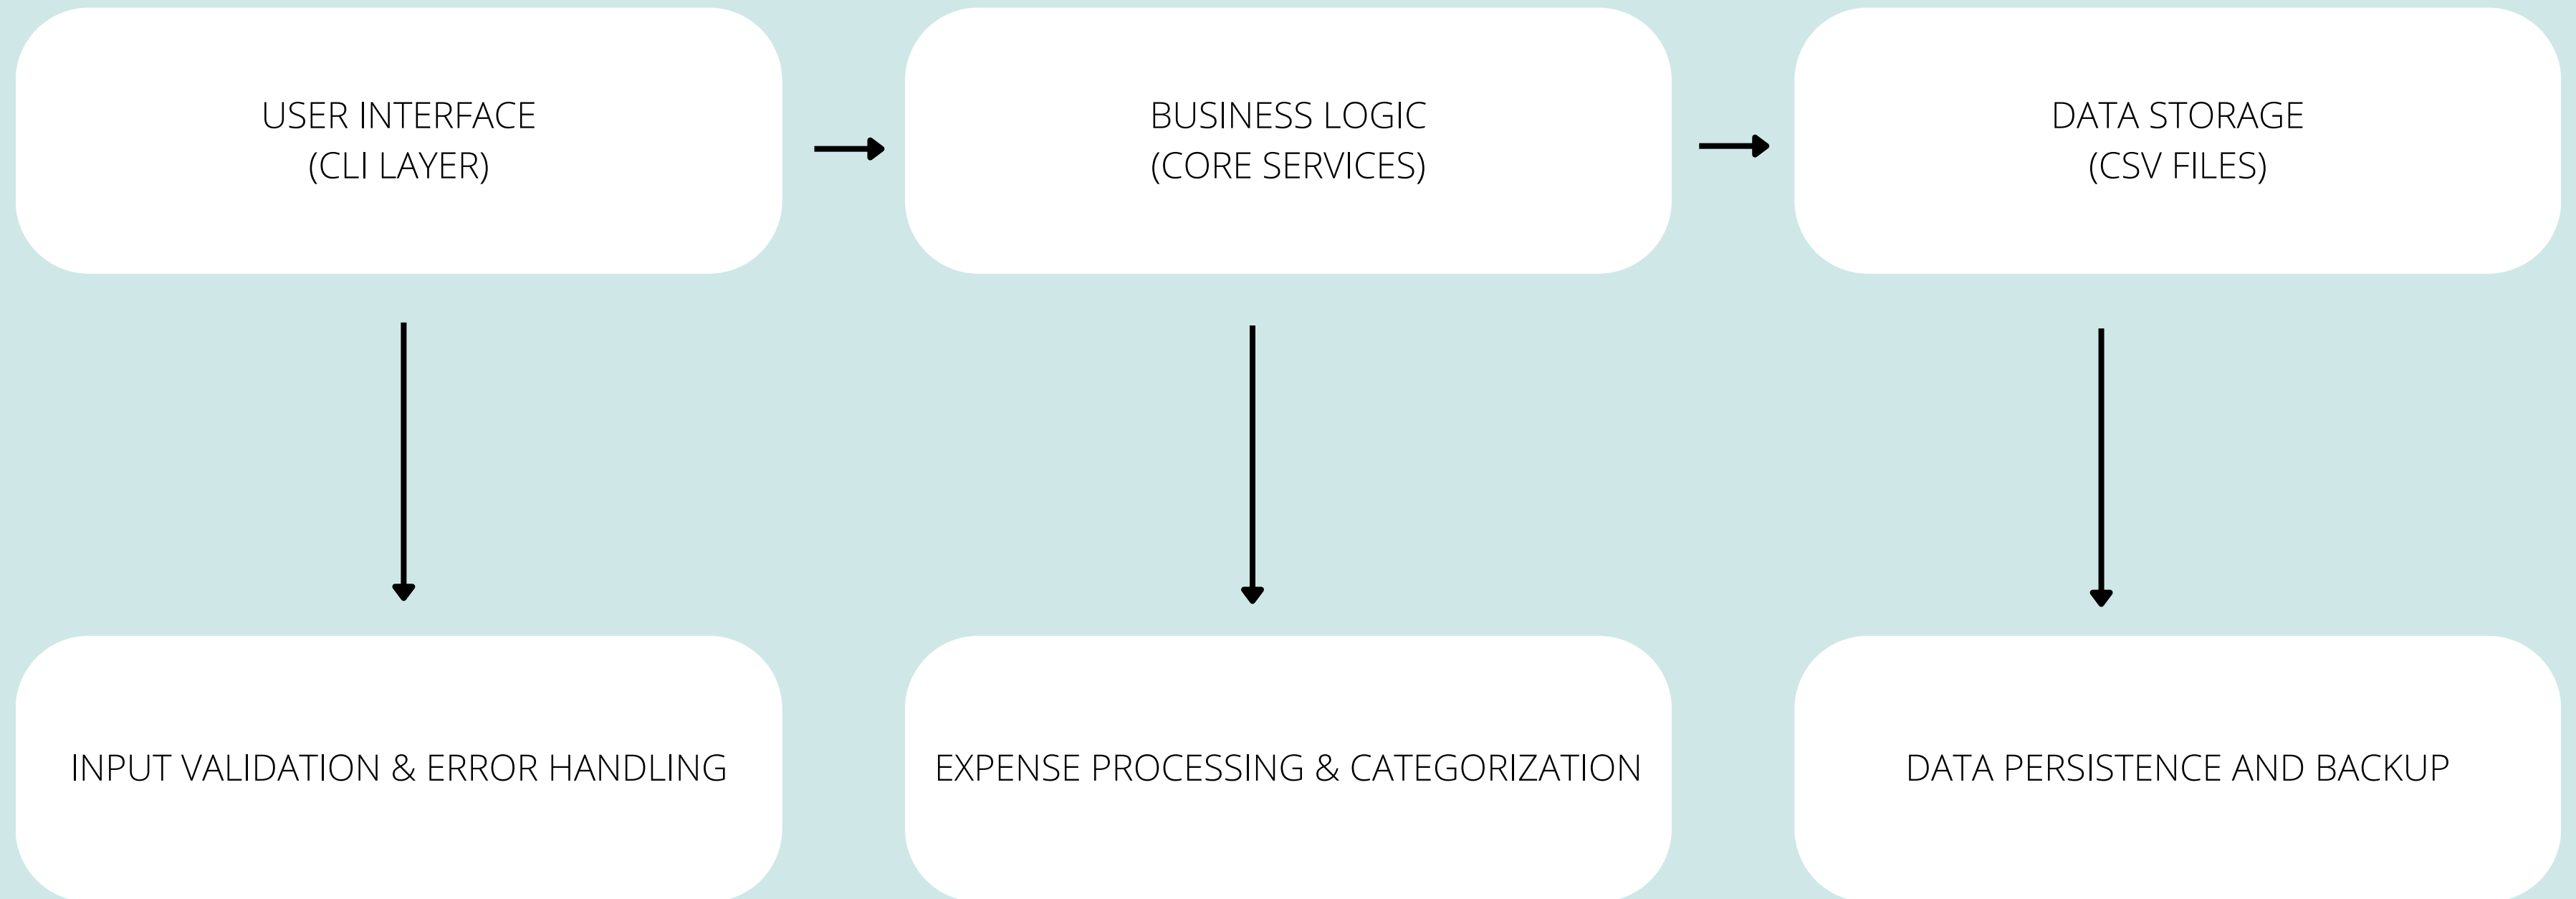 USER INTERFACE
(CLI LAYER)
BUSINESS LOGIC
(CORE SERVICES)
DATA STORAGE
(CSV FILES)
INPUT VALIDATION & ERROR HANDLING
EXPENSE PROCESSING & CATEGORIZATION
DATA PERSISTENCE AND BACKUP